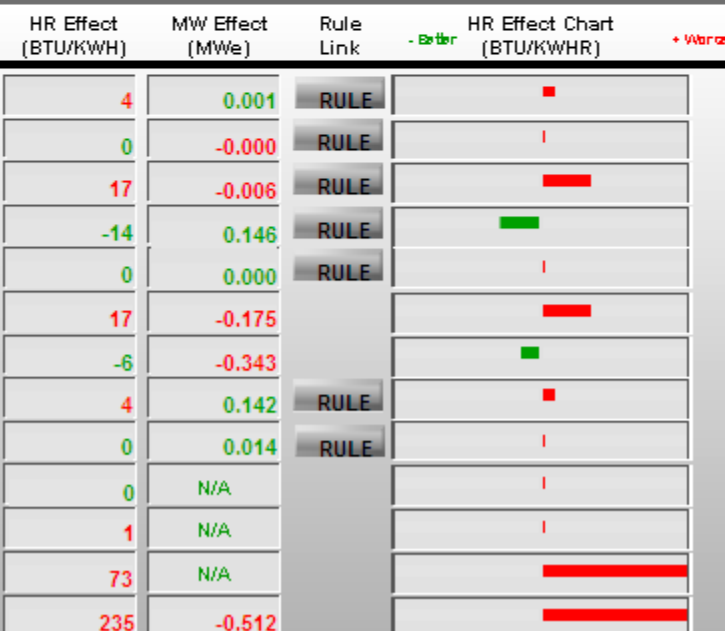 HR Effect MW Effect Rule HR Effect Chart
(BTU/KWH) (MWe) Link - Better (BTU/KWHR) + Worse
4 0.001 RULE
0 -0.000 RULE
17 -0.006 RULE
-14 0.146 RULE
0 0.000 RULE
17 -0.175
-6 -0.343
4 0.142 RULE
0 0.014 RULE
0 N/A
1 N/A
73 N/A
235 -0.512